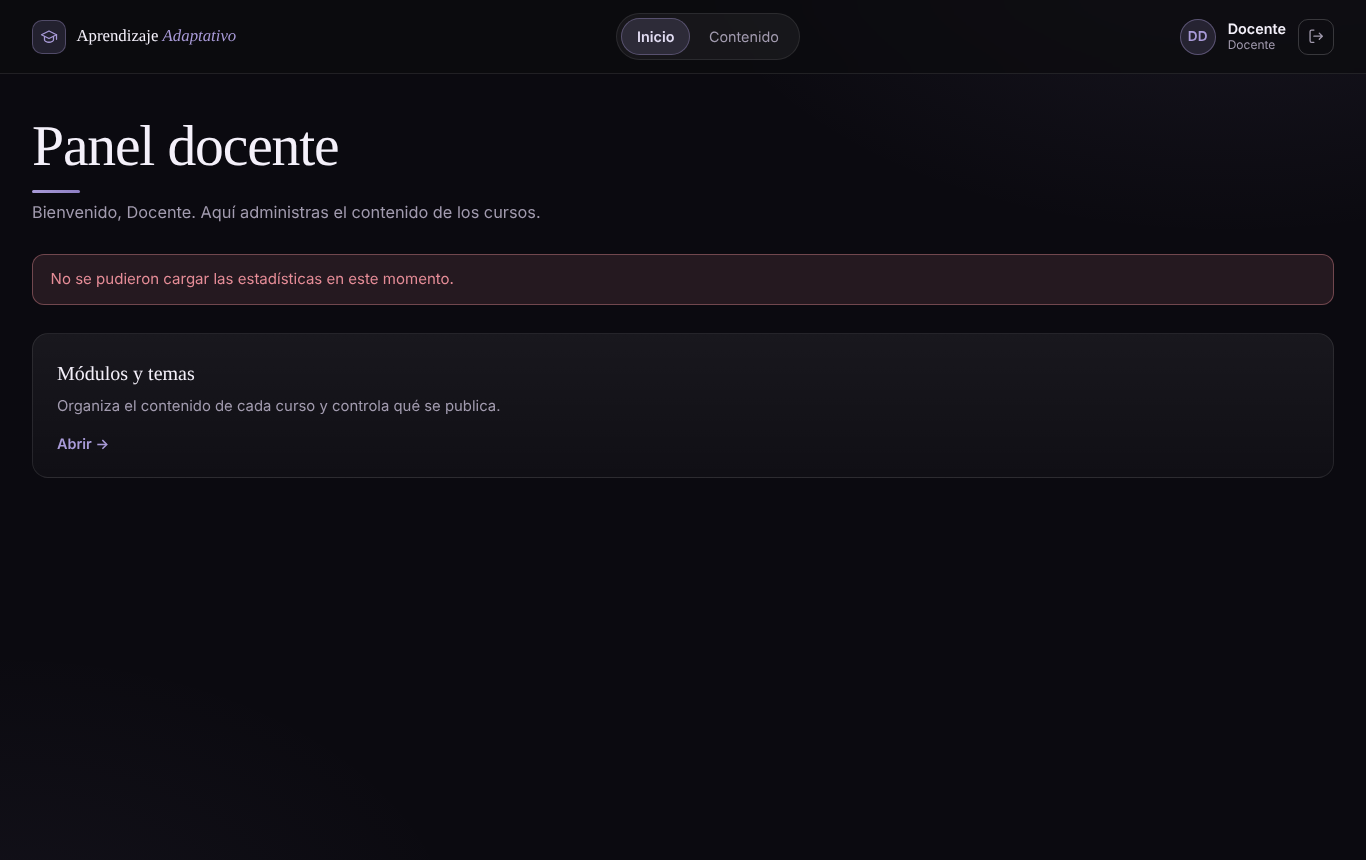 Aprendizaje Adaptativo
Inicio
Contenido
DD
Docente
Docente
Panel docente
Bienvenido, Docente. Aquí administras el contenido de los cursos.
No se pudieron cargar las estadísticas en este momento.
Módulos y temas
Organiza el contenido de cada curso y controla qué se publica.
Abrir →